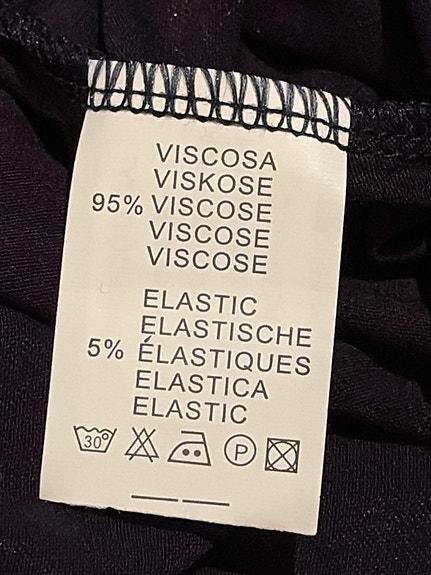 VISCOSA
VISKOSE
95% VISCOSE
VISCOSE
VISCOSE
ELASTIC
ELASTISCHE
5% ÉLASTIQUES
ELASTICA
ELASTIC
30° P